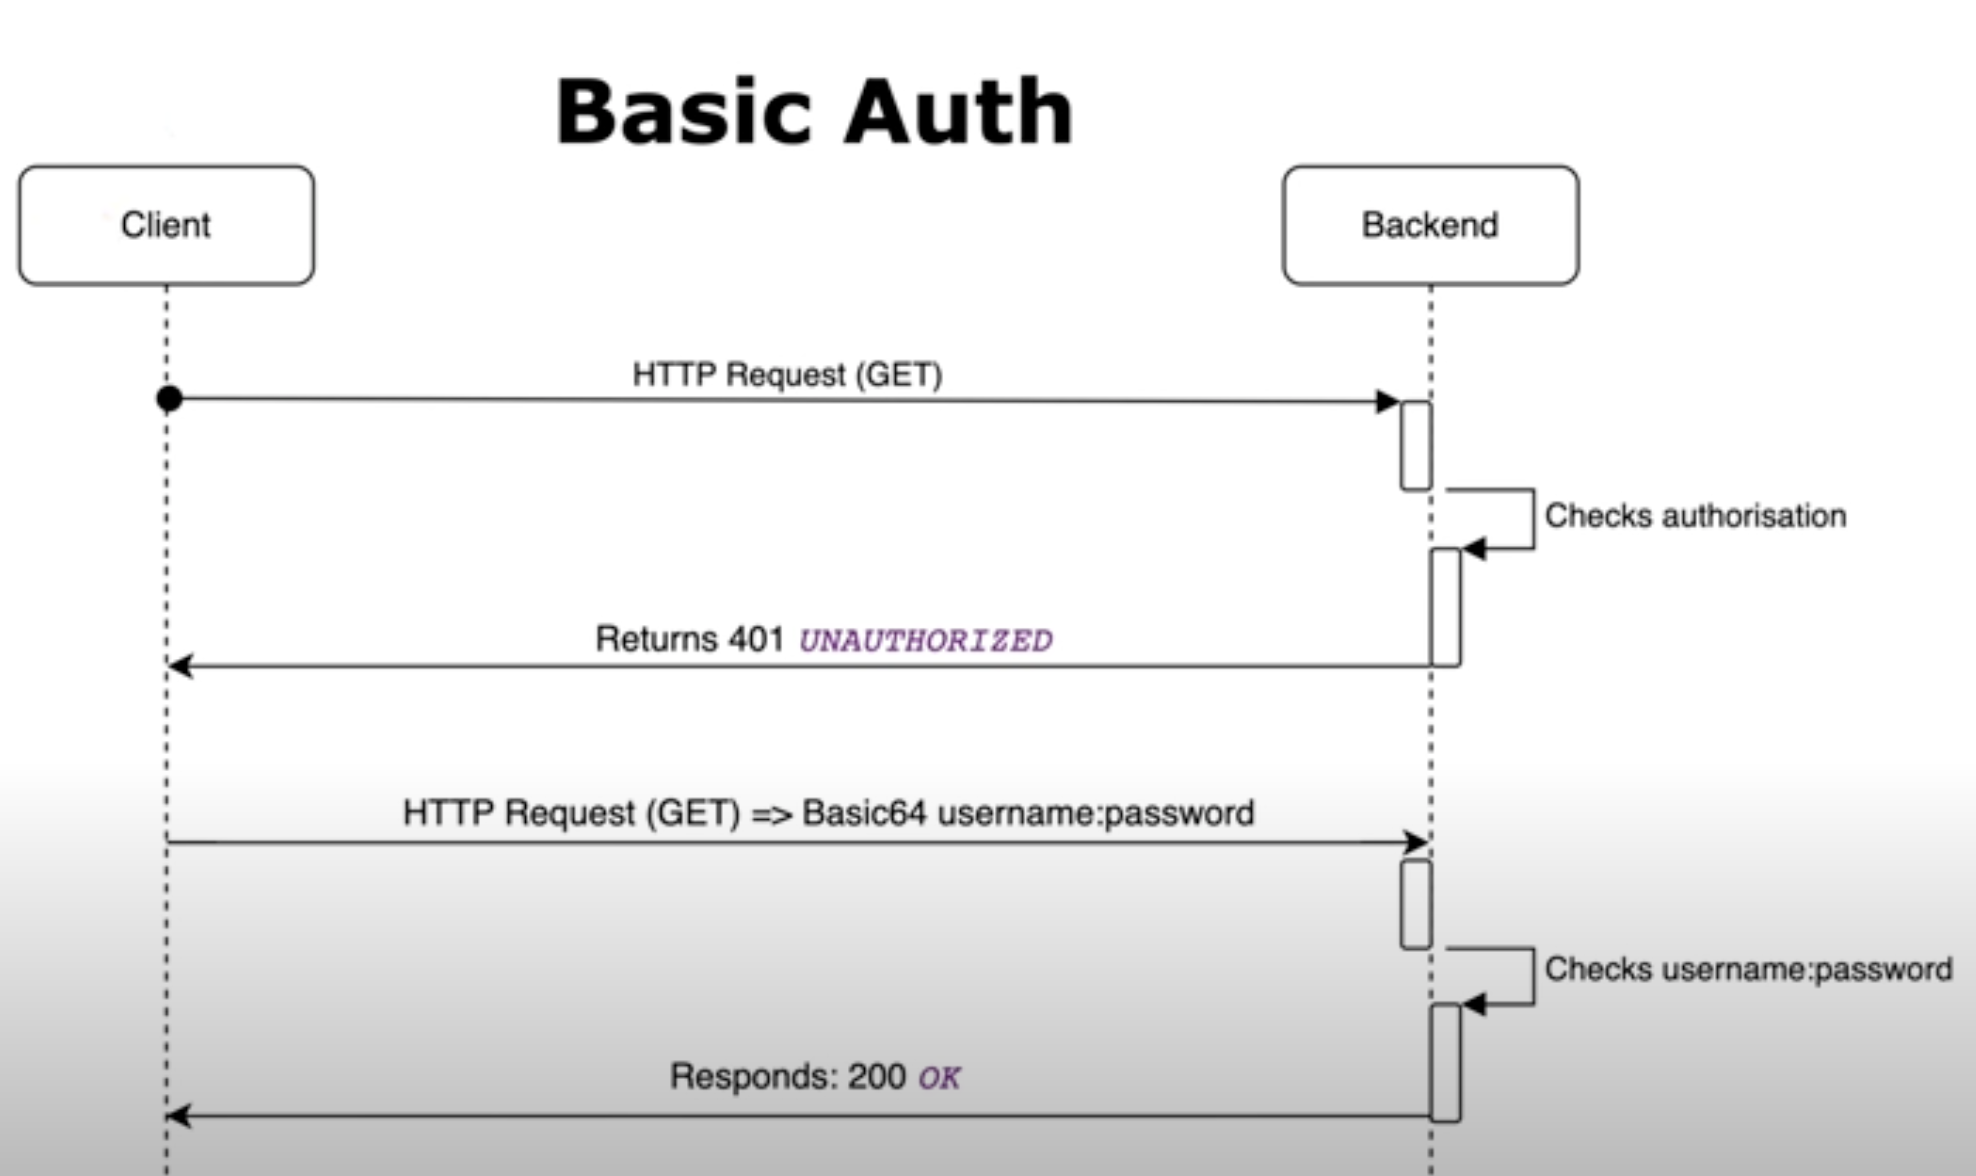 Basic Auth
Client
Backend
HTTP Request (GET)
Checks authorisation
Returns 401 UNAUTHORIZED
HTTP Request (GET) => Basic64 username:password
Checks username:password
Responds: 200 OK